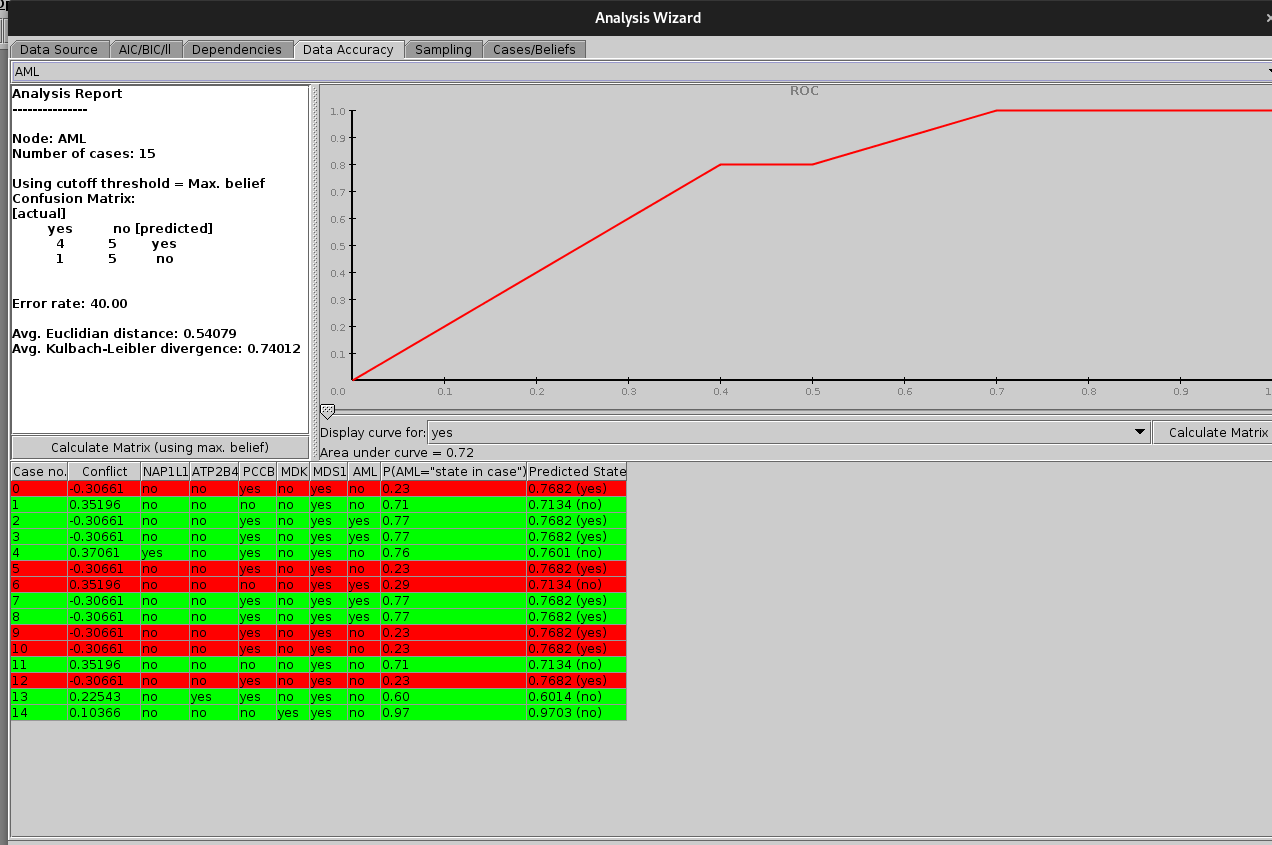 Analysis Wizard
Data Source AIC/BIC/ll Dependencies Data Accuracy Sampling Cases/Beliefs
AML
Analysis Report
---------------
Node: AML
Number of cases: 15
Using cutoff threshold = Max. belief
Confusion Matrix:
[actual]
yes no [predicted]
4 5 yes
1 5 no
Error rate: 40.00
Avg. Euclidian distance: 0.54079
Avg. Kulbach-Leibler divergence: 0.74012
Calculate Matrix (using max. belief)
ROC
1.0
0.9
0.8
0.7
0.6
0.5
0.4
0.3
0.2
0.1
0.0 0.1 0.2 0.3 0.4 0.5 0.6 0.7 0.8 0.9 1
Display curve for: yes Calculate Matrix
Area under curve = 0.72
Case no. Conflict NAP1L1 ATP2B4 PCCB MDK MDS1 AML P(AML="state in case") Predicted State
0 -0.30661 no no yes no yes no 0.23 0.7682 (yes)
1 0.35196 no no no no yes no 0.71 0.7134 (no)
2 -0.30661 no no yes no yes yes 0.77 0.7682 (yes)
3 -0.30661 no no yes no yes yes 0.77 0.7682 (yes)
4 0.37061 yes no yes no yes no 0.76 0.7601 (no)
5 -0.30661 no no yes no yes no 0.23 0.7682 (yes)
6 0.35196 no no no no yes yes 0.29 0.7134 (no)
7 -0.30661 no no yes no yes yes 0.77 0.7682 (yes)
8 -0.30661 no no yes no yes yes 0.77 0.7682 (yes)
9 -0.30661 no no yes no yes no 0.23 0.7682 (yes)
10 -0.30661 no no yes no yes no 0.23 0.7682 (yes)
11 0.35196 no no no no yes no 0.71 0.7134 (no)
12 -0.30661 no no yes no yes no 0.23 0.7682 (yes)
13 0.22543 no yes yes no yes no 0.60 0.6014 (no)
14 0.10366 no no no yes yes no 0.97 0.9703 (no)